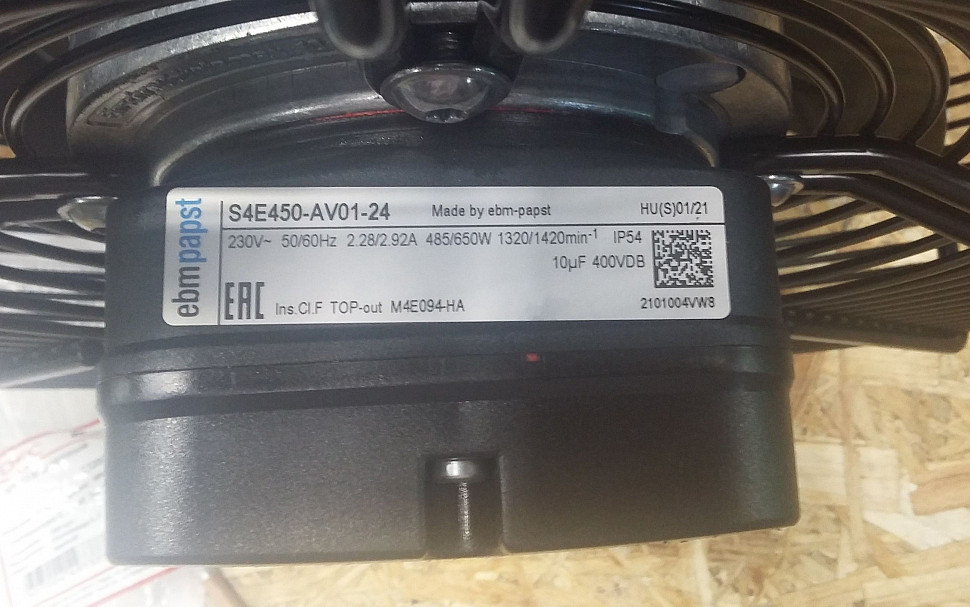 ebmpapst
S4E450-AV01-24 Made by ebm-papst HU(S)01/21
230V~ 50/60Hz 2.28/2.92A 485/650W 1320/1420min⁻¹ IP54
10µF 400VDB
EAC Ins.Cl.F TOP-out M4E094-HA 2101004VW8